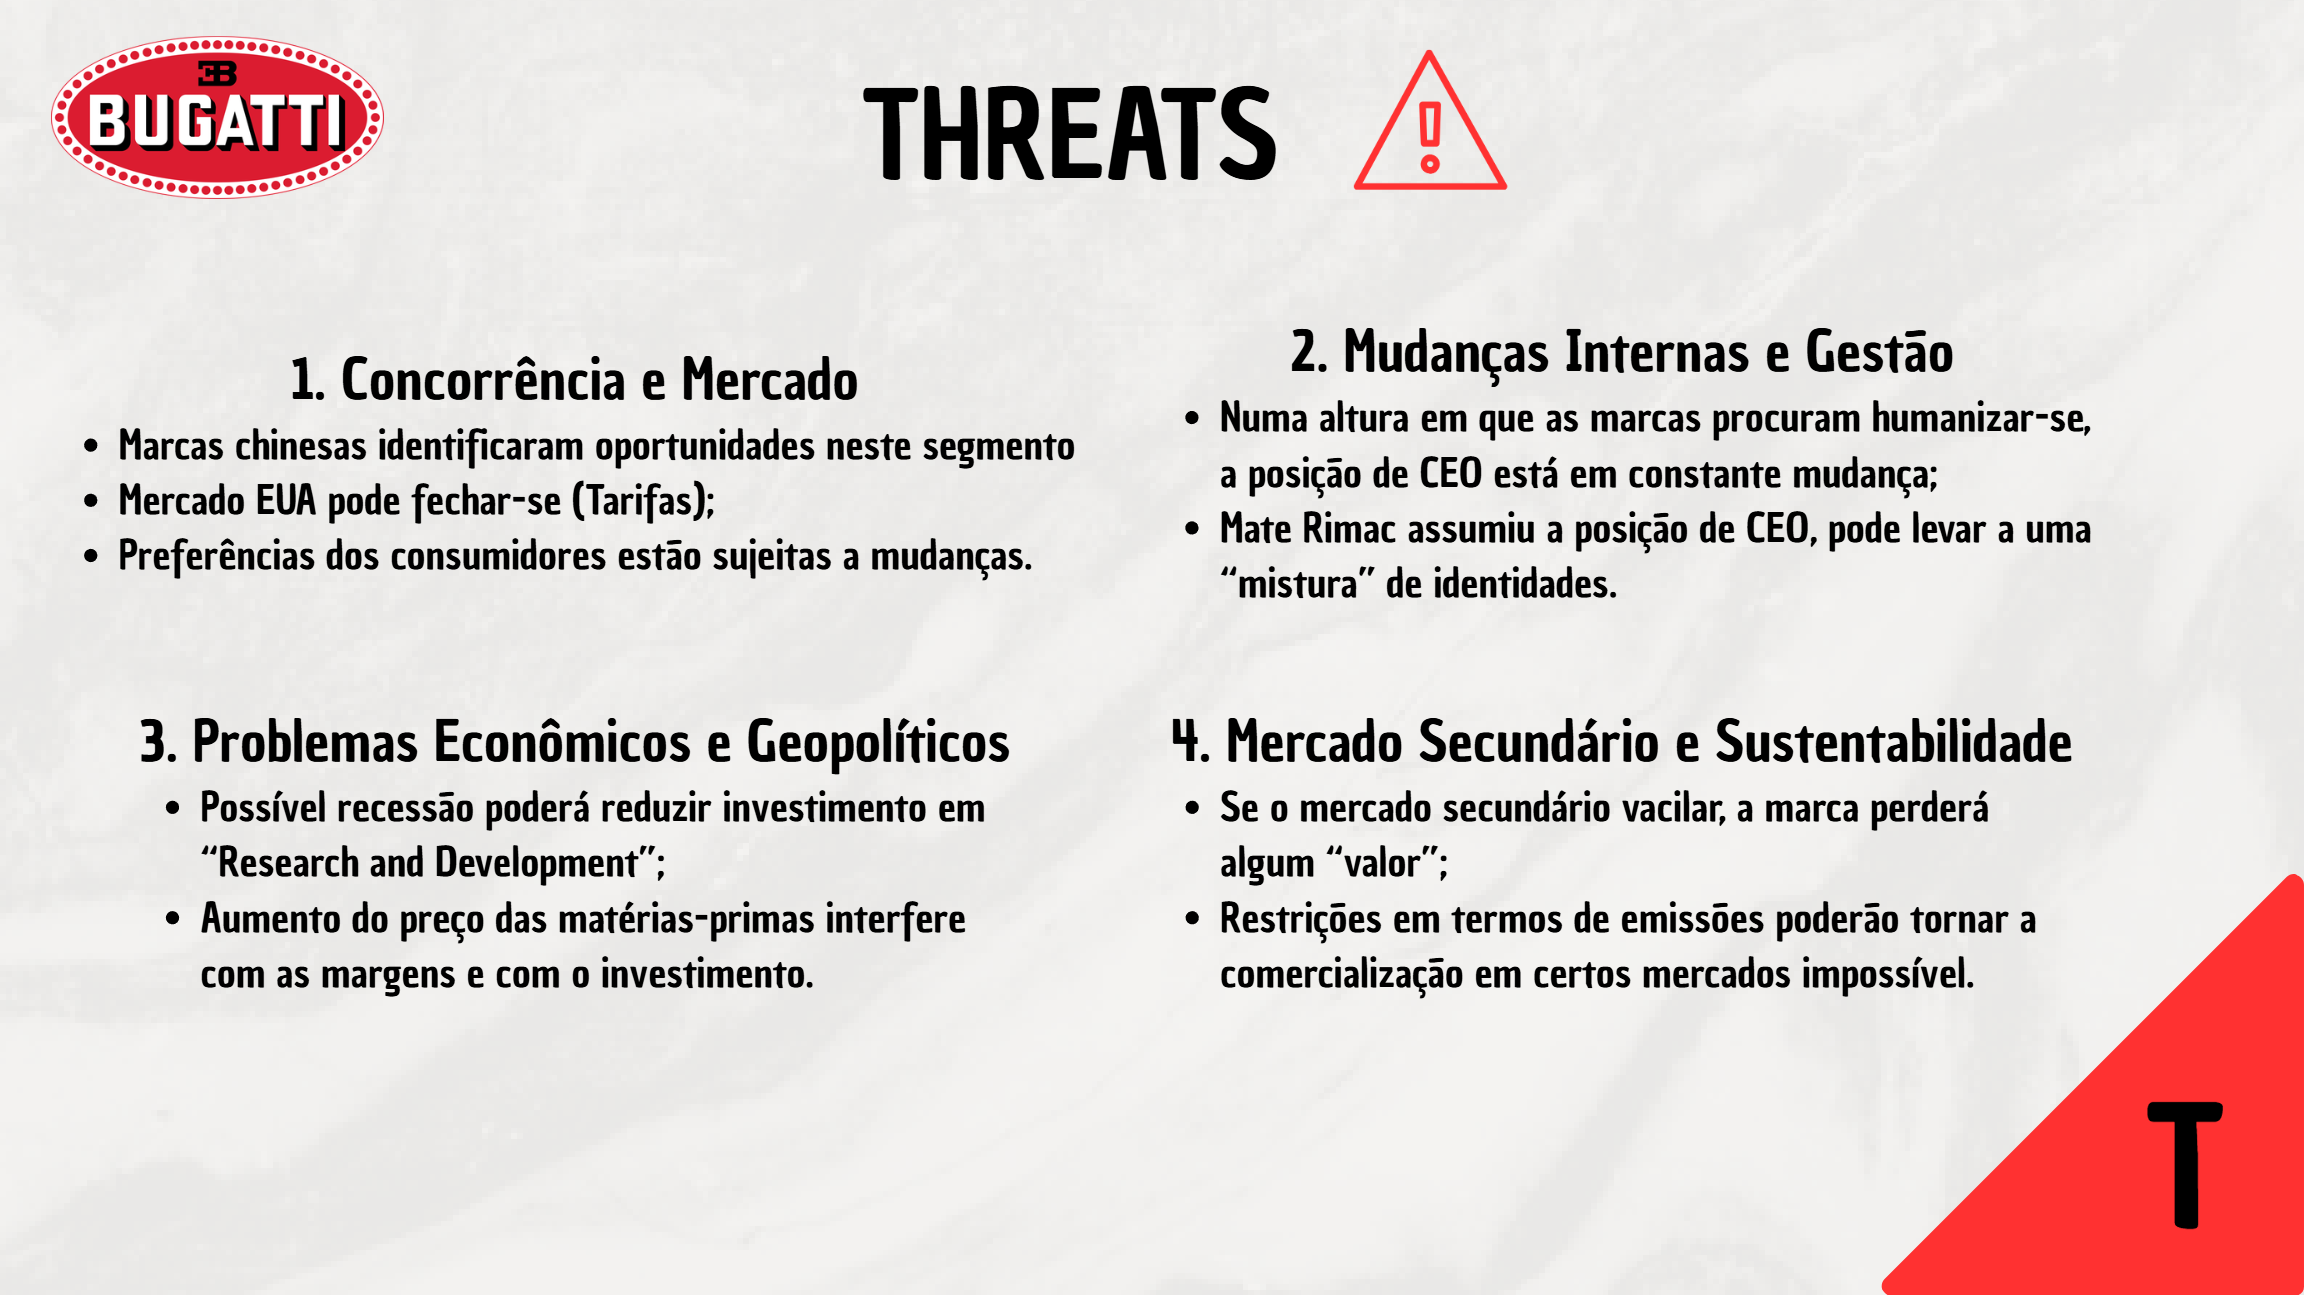 EB
BUGATTI
THREATS
1. Concorrência e Mercado
• Marcas chinesas identificaram oportunidades neste segmento
• Mercado EUA pode fechar-se (Tarifas);
• Preferências dos consumidores estão sujeitas a mudanças.
2. Mudanças Internas e Gestão
• Numa altura em que as marcas procuram humanizar-se,
a posição de CEO está em constante mudança;
• Mate Rimac assumiu a posição de CEO, pode levar a uma
“mistura” de identidades.
3. Problemas Econômicos e Geopolíticos
• Possível recessão poderá reduzir investimento em
“Research and Development”;
• Aumento do preço das matérias-primas interfere
com as margens e com o investimento.
4. Mercado Secundário e Sustentabilidade
• Se o mercado secundário vacilar, a marca perderá
algum “valor”;
• Restrições em termos de emissões poderão tornar a
comercialização em certos mercados impossível.
T